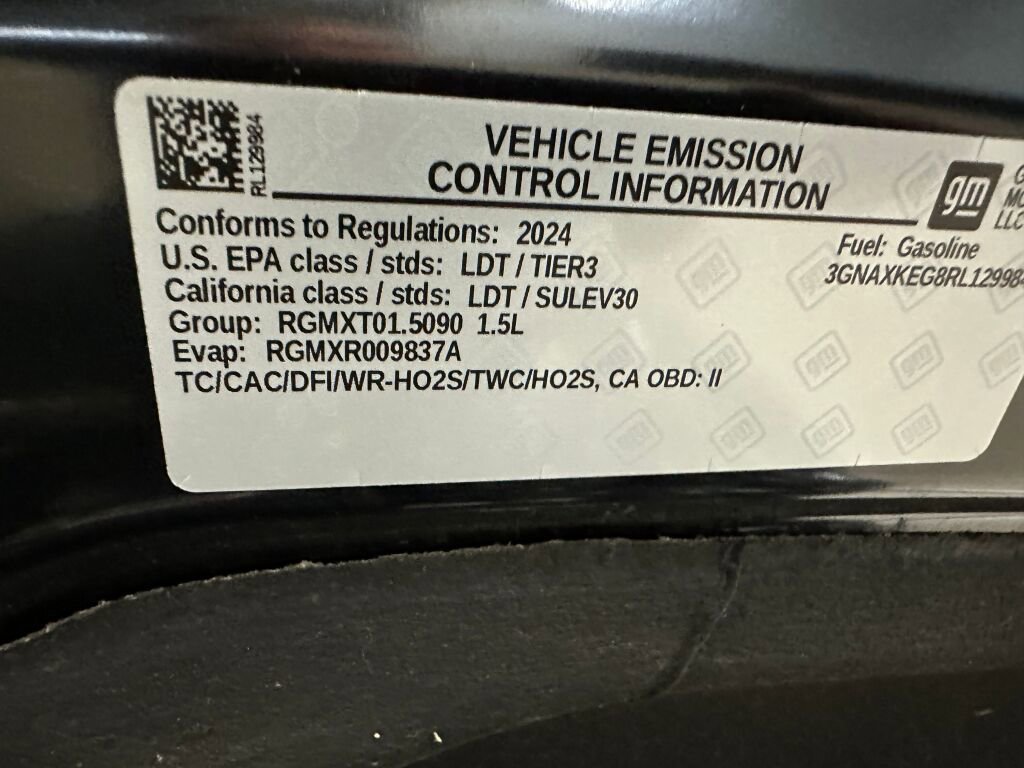 RL129984
VEHICLE EMISSION
CONTROL INFORMATION
gm
LLC
Conforms to Regulations: 2024
U.S. EPA class / stds: LDT / TIER3
California class / stds: LDT / SULEV30
Group: RGMXT01.5090 1.5L
Evap: RGMXR009837A
TC/CAC/DFI/WR-HO2S/TWC/HO2S, CA OBD: II
Fuel: Gasoline
3GNAXKEG8RL129984